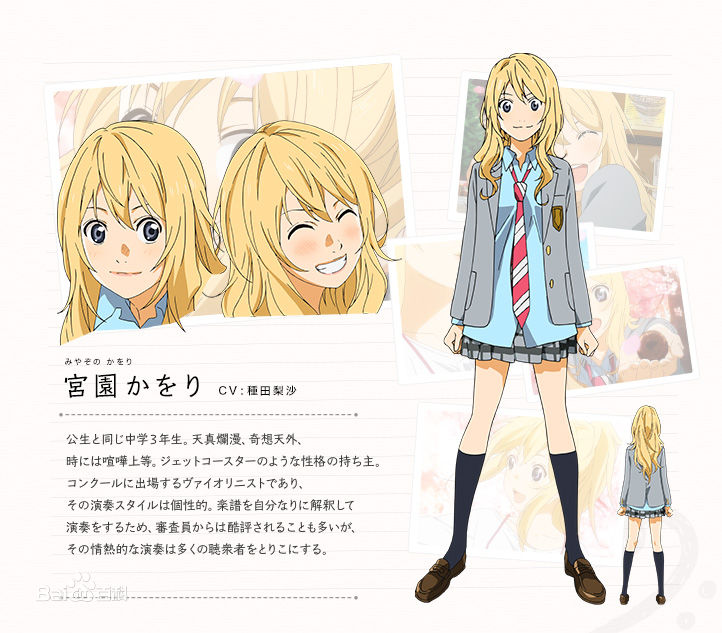 みやぞの かをり
宮園かをり CV:種田梨沙
公生と同じ中学3年生。天真爛漫、奇想天外、
時には喧嘩上等。ジェットコースターのような性格の持ち主。
コンクールに出場するヴァイオリニストであり、
その演奏スタイルは個性的。楽譜を自分なりに解釈して
演奏をするため、審査員からは酷評されることも多いが、
その情熱的な演奏は多くの聴衆者をとりこにする。
Baidu百科